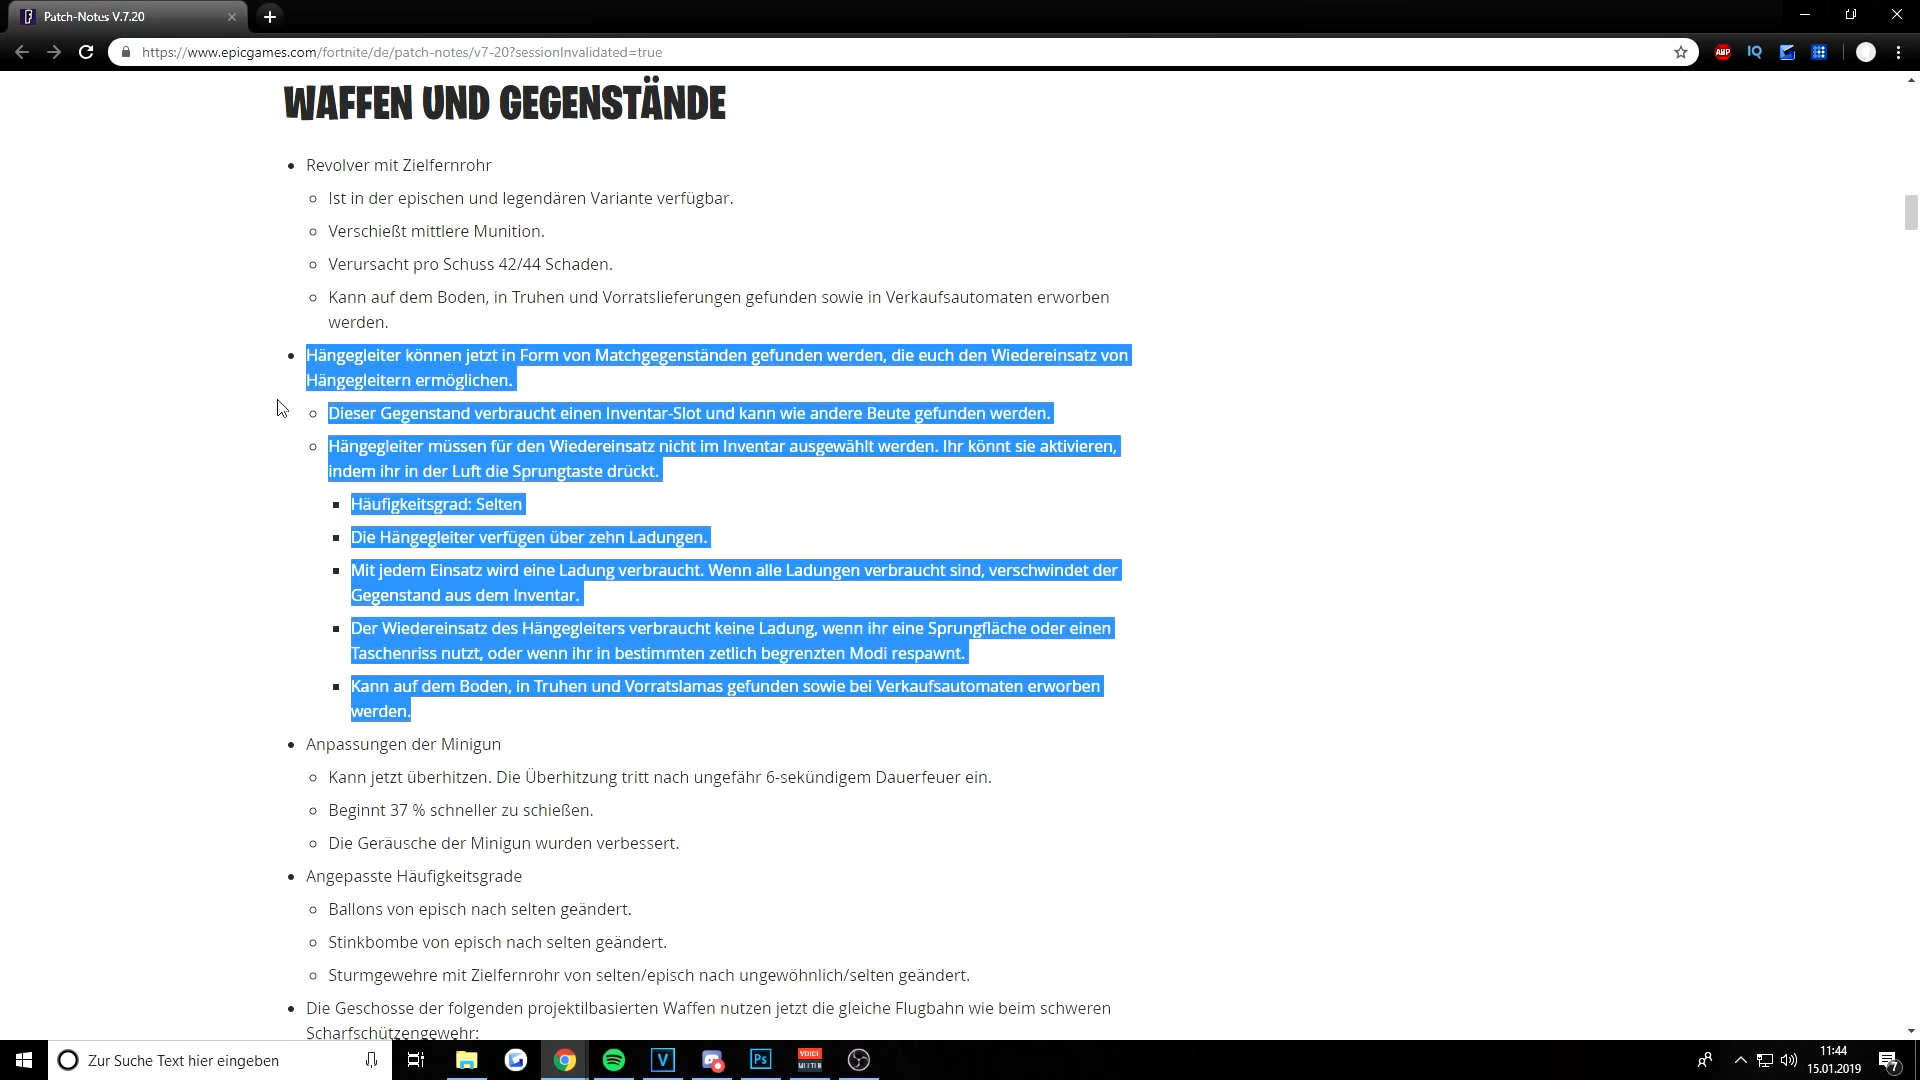 Patch-Notes V.7.20
https://www.epicgames.com/fortnite/de/patch-notes/v7-20?sessionInvalidated=true
ABP
IQ
WAFFEN UND GEGENSTÄNDE
Revolver mit Zielfernrohr
Ist in der epischen und legendären Variante verfügbar.
Verschießt mittlere Munition.
Verursacht pro Schuss 42/44 Schaden.
Kann auf dem Boden, in Truhen und Vorratslieferungen gefunden sowie in Verkaufsautomaten erworben
werden.
Hängegleiter können jetzt in Form von Matchgegenständen gefunden werden, die euch den Wiedereinsatz von
Hängegleitern ermöglichen.
Dieser Gegenstand verbraucht einen Inventar-Slot und kann wie andere Beute gefunden werden.
Hängegleiter müssen für den Wiedereinsatz nicht im Inventar ausgewählt werden. Ihr könnt sie aktivieren,
indem ihr in der Luft die Sprungtaste drückt.
Häufigkeitsgrad: Selten
Die Hängegleiter verfügen über zehn Ladungen.
Mit jedem Einsatz wird eine Ladung verbraucht. Wenn alle Ladungen verbraucht sind, verschwindet der
Gegenstand aus dem Inventar.
Der Wiedereinsatz des Hängegleiters verbraucht keine Ladung, wenn ihr eine Sprungfläche oder einen
Taschenriss nutzt, oder wenn ihr in bestimmten zetlich begrenzten Modi respawnt.
Kann auf dem Boden, in Truhen und Vorratslamas gefunden sowie bei Verkaufsautomaten erworben
werden.
Anpassungen der Minigun
Kann jetzt überhitzen. Die Überhitzung tritt nach ungefähr 6-sekündigem Dauerfeuer ein.
Beginnt 37 % schneller zu schießen.
Die Geräusche der Minigun wurden verbessert.
Angepasste Häufigkeitsgrade
Ballons von episch nach selten geändert.
Stinkbombe von episch nach selten geändert.
Sturmgewehre mit Zielfernrohr von selten/episch nach ungewöhnlich/selten geändert.
Die Geschosse der folgenden projektilbasierten Waffen nutzen jetzt die gleiche Flugbahn wie beim schweren
Scharfschützengewehr:
Zur Suche Text hier eingeben
V
Ps
VOICE
MEETER
11:44
15.01.2019
7